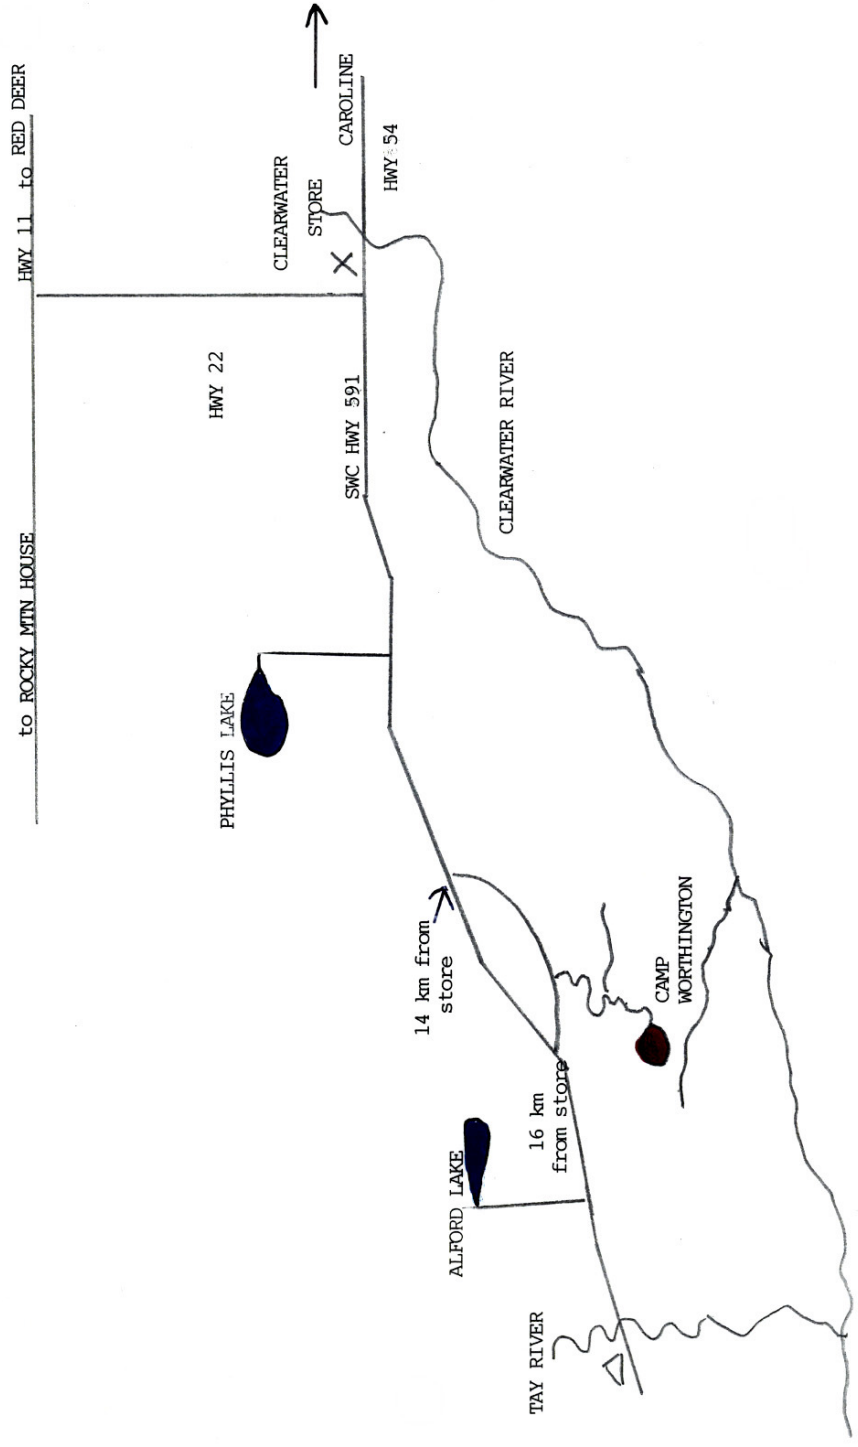 to ROCKY MTN HOUSE
HWY 11 to RED DEER
HWY 22
CLEARWATER
STORE
CAROLINE
SWC HWY 591
HWY 54
PHYLLIS LAKE
CLEARWATER RIVER
14 km from
store
ALFORD LAKE
16 km
from store
TAY RIVER
CAMP
WORTHINGTON